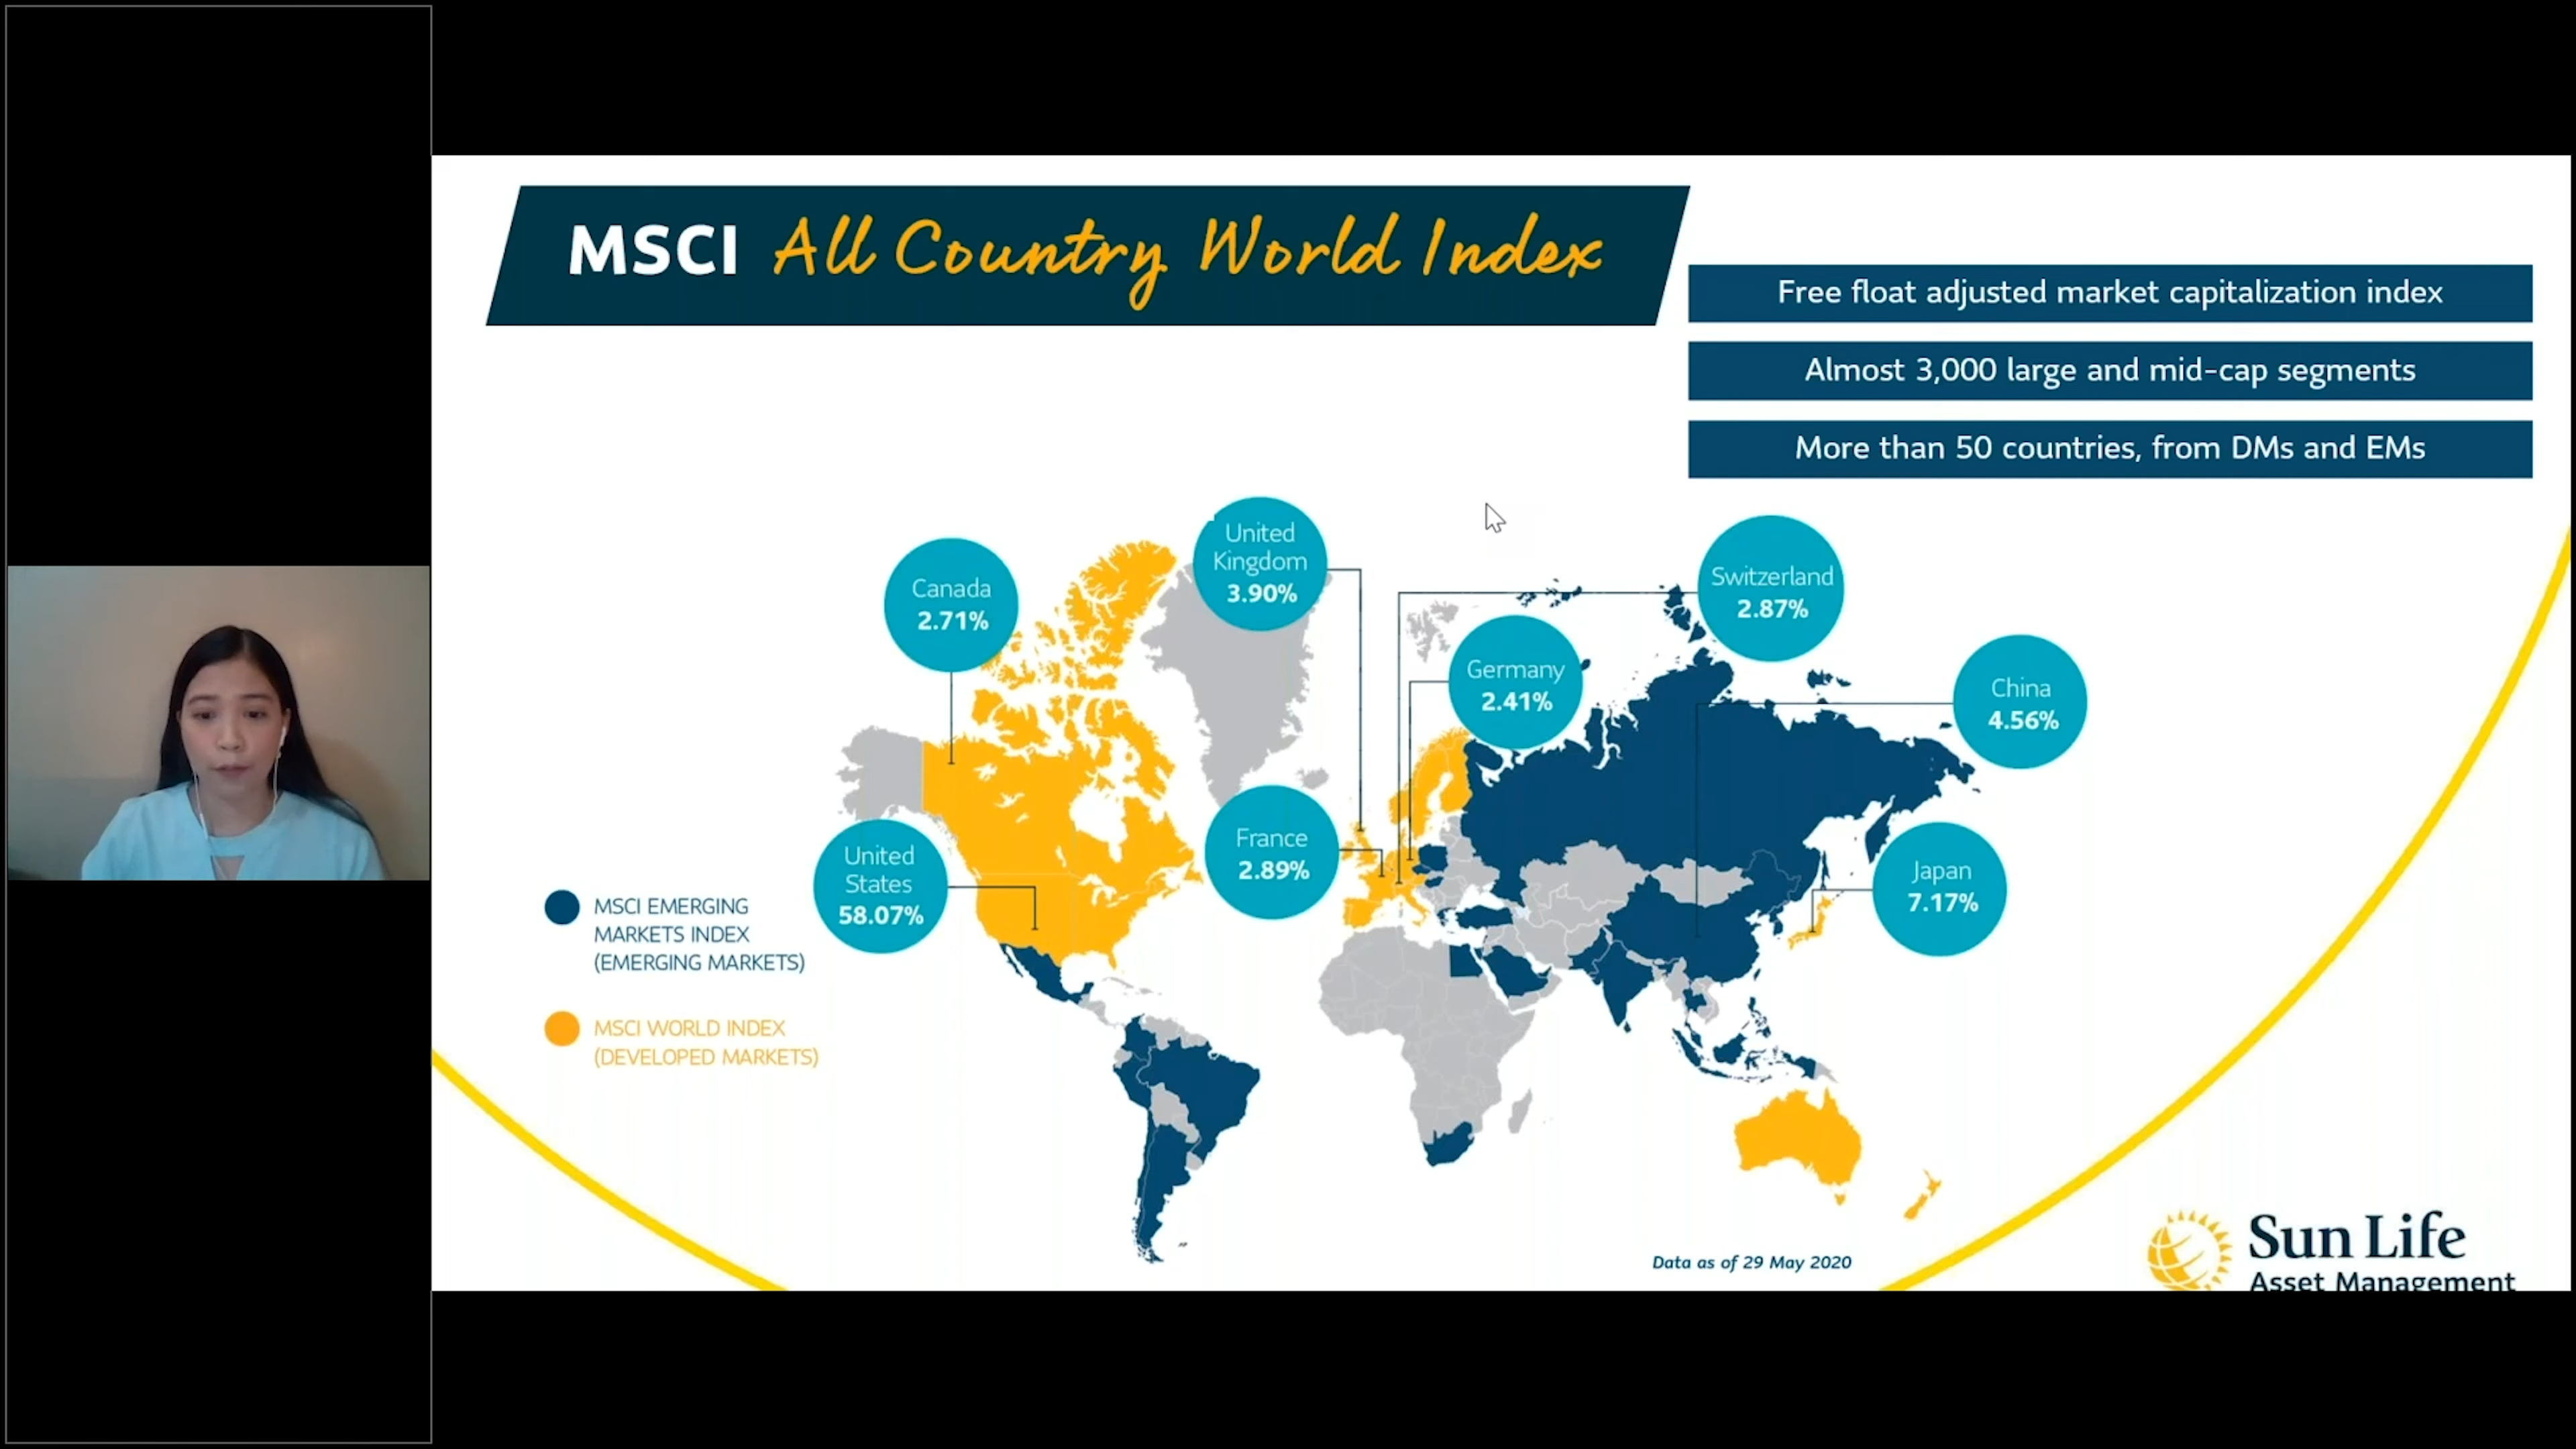 MSCI All Country World Index
Free float adjusted market capitalization index
Almost 3,000 large and mid-cap segments
More than 50 countries, from DMs and EMs
Canada
2.71%
United
Kingdom
3.90%
Switzerland
2.87%
Germany
2.41%
China
4.56%
United
States
58.07%
France
2.89%
Japan
7.17%
MSCI EMERGING
MARKETS INDEX
(EMERGING MARKETS)
MSCI WORLD INDEX
(DEVELOPED MARKETS)
Data as of 29 May 2020
Sun Life
Asset Management